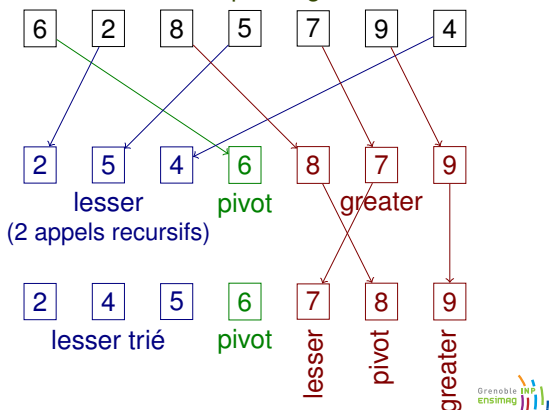 6 2 8 5 7 9 4
2 5 4 6 8 7 9
lesser pivot greater
(2 appels recursifs)
2 4 5 6 7 8 9
lesser trié pivot lesser pivot greater
Grenoble INP
ensimag